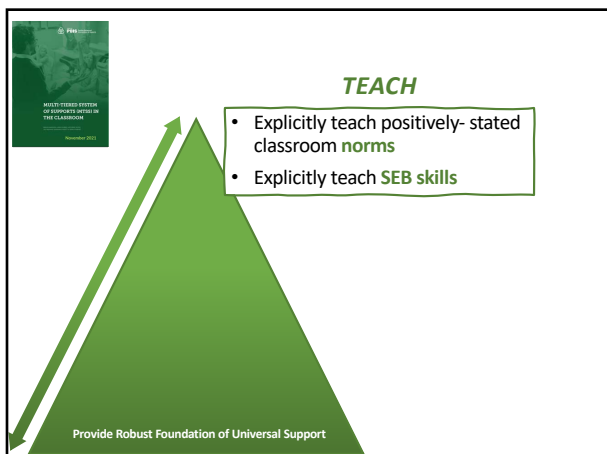 PBIS
MULTI-TIERED SYSTEM
OF SUPPORTS (MTSS) IN
THE CLASSROOM
November 2022
TEACH
• Explicitly teach positively- stated
classroom norms
• Explicitly teach SEB skills
Provide Robust Foundation of Universal Support